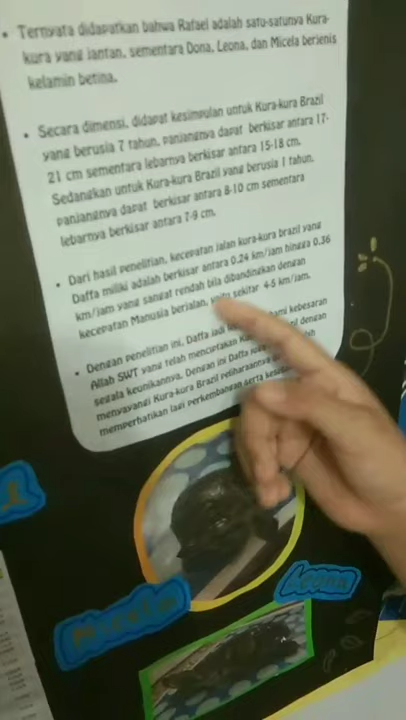 • Ternyata didapatkan bahwa Rafael adalah satu-satunya Kura-
kura yang jantan, sementara Dona, Leona, dan Micela berjenis
kelamin betina.
• Secara dimensi, didapat kesimpulan untuk Kura-kura Brazil
yang berusia 7 tahun, panjangnya dapat berkisar antara 17-
21 cm sementara lebarnya berkisar antara 15-18 cm.
Sedangkan untuk Kura-kura Brazil yang berusia 1 tahun,
panjangnya dapat berkisar antara 8-10 cm sementara
lebarnya berkisar antara 7-9 cm.
• Dari hasil penelitian, kecepatan jalan kura-kura brazil yang
Daffa miliki adalah berkisar antara 0.24 km/jam hingga 0.36
km/jam yang sangat rendah bila dibandingkan dengan
kecepatan Manusia berjalan, yaitu sekitar 4-5 km/jam.
• Dengan penelitian ini, Daffa jadi kebesaran
Allah SWT yang telah menciptakan dengan
segala keunikannya. Dengan ini Daffa
menyayangi Kura-kura Brazil peliharaannya
memperhatikan lagi perkembangan serta
Micela
Leona